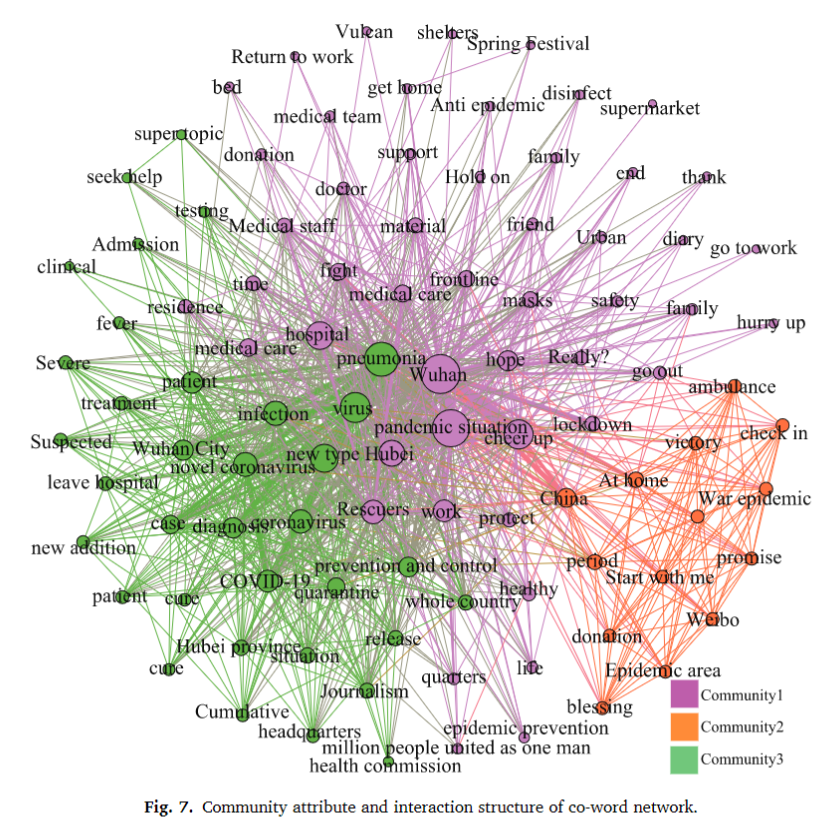 Vulcan
shelters
Spring Festival
Return to work
bed
get home
Anti epidemic
disinfect
supermarket
medical team
super topic
donation
support
family
seek help
doctor
Hold on
end
thank
testing
Medical staff
material
friend
Urban
diary
go to work
Admission
clinical
time
fight
medical care
frontline
masks
safety
family
hurry up
residence
fever
hospital
medical care
pneumonia
Wuhan
hope
Really?
go out
ambulance
Severe
patient
treatment
infection
virus
pandemic situation
cheer up
lockdown
victory
check in
Suspected
Wuhan City
novel coronavirus
new type
Hubei
leave hospital
At home
China
War epidemic
case
diagnosis
coronavirus
Rescuers
work
protect
new addition
prevention and control
period
promise
COVID-19
quarantine
Start with me
patient
cure
whole country
healthy
Weibo
Hubei province
situation
release
donation
cure
quarters
life
Epidemic area
Journalism
Community1
Cumulative
blessing
headquarters
epidemic prevention
Community2
million people united as one man
health commission
Community3
Fig. 7. Community attribute and interaction structure of co-word network.